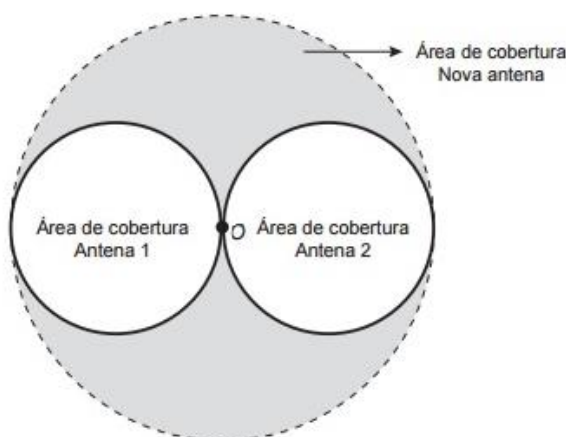 Área de cobertura
Nova antena
Área de cobertura
Antena 1
O
Área de cobertura
Antena 2